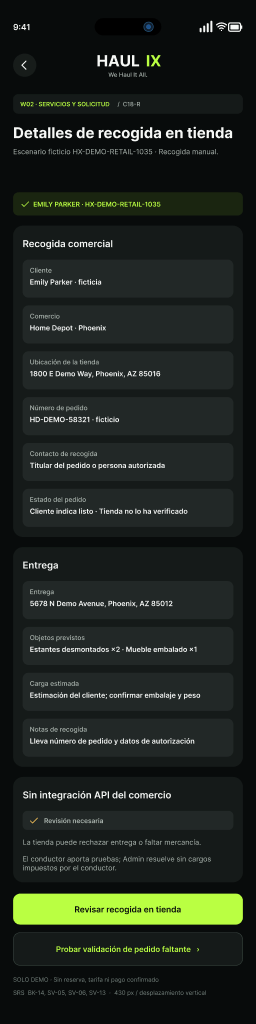 9:41
HAUL IX
We Haul It All.
W02 · SERVICIOS Y SOLICITUD / C18-R
Detalles de recogida en tienda
Escenario ficticio HX-DEMO-RETAIL-1035 · Recogida manual.
EMILY PARKER · HX-DEMO-RETAIL-1035
Recogida comercial
Cliente
Emily Parker · ficticia
Comercio
Home Depot · Phoenix
Ubicación de la tienda
1800 E Demo Way, Phoenix, AZ 85016
Número de pedido
HD-DEMO-58321 · ficticio
Contacto de recogida
Titular del pedido o persona autorizada
Estado del pedido
Cliente indica listo · Tienda no lo ha verificado
Entrega
Entrega
5678 N Demo Avenue, Phoenix, AZ 85012
Objetos previstos
Estantes desmontados ×2 · Mueble embalado ×1
Carga estimada
Estimación del cliente; confirmar embalaje y peso
Notas de recogida
Lleva número de pedido y datos de autorización
Sin integración API del comercio
Revisión necesaria
La tienda puede rechazar entrega o faltar mercancía.
El conductor aporta pruebas; Admin resuelve sin cargos
impuestos por el conductor.
Revisar recogida en tienda
Probar validación de pedido faltante ›
SOLO DEMO · Sin reserva, tarifa ni pago confirmado
SRS BK-14, SV-05, SV-06, SV-13 · 430 px / desplazamiento vertical